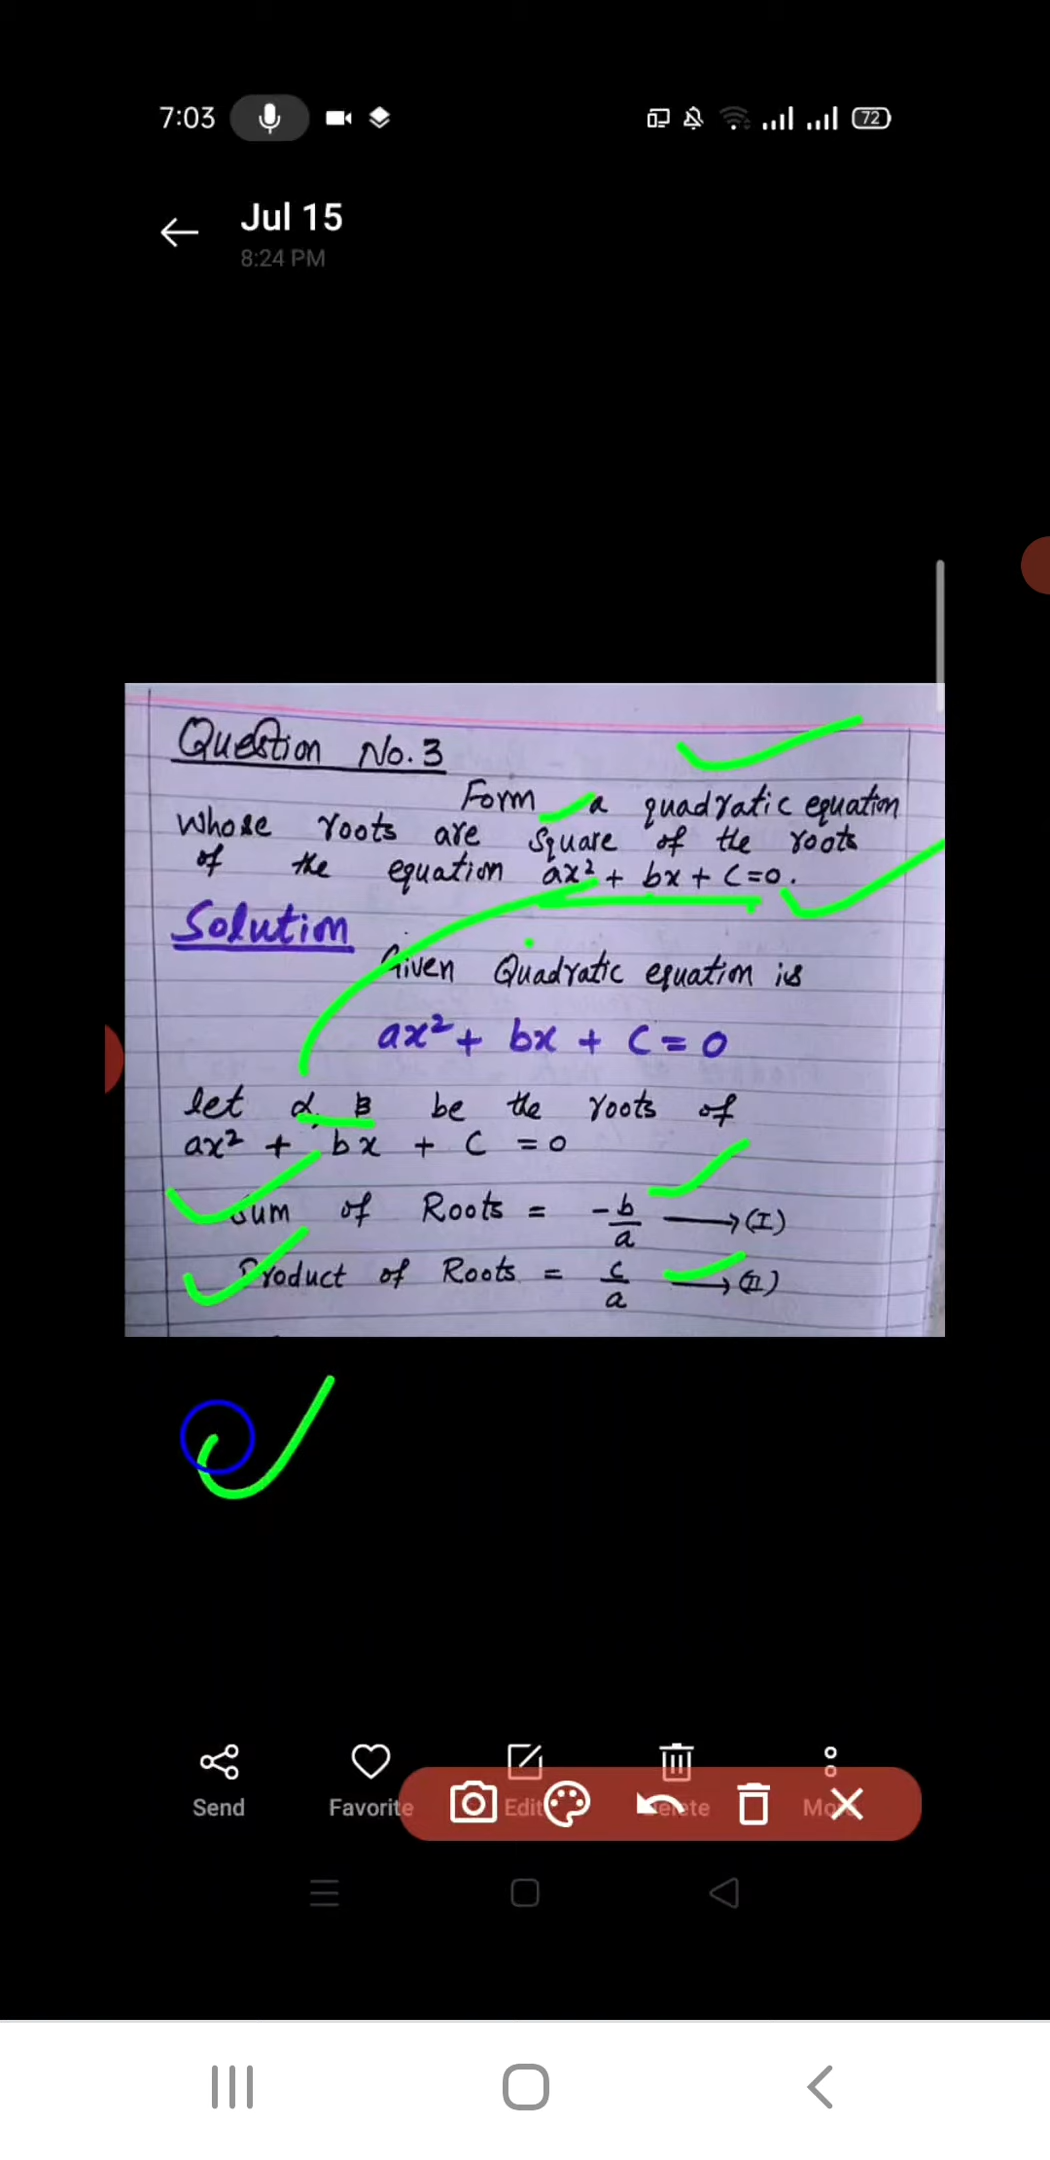 7:03
72
Jul 15
8:24 PM
Question No. 3
Form a quadratic equation
whose roots are square of the roots
of the equation ax² + bx + c = 0.
Solution
Given Quadratic equation is
ax² + bx + c = 0
let α, β be the roots of
ax² + bx + c = 0
Sum of Roots = -b/a → (I)
Product of Roots = c/a → (II)
Send Favorite Edit Delete More